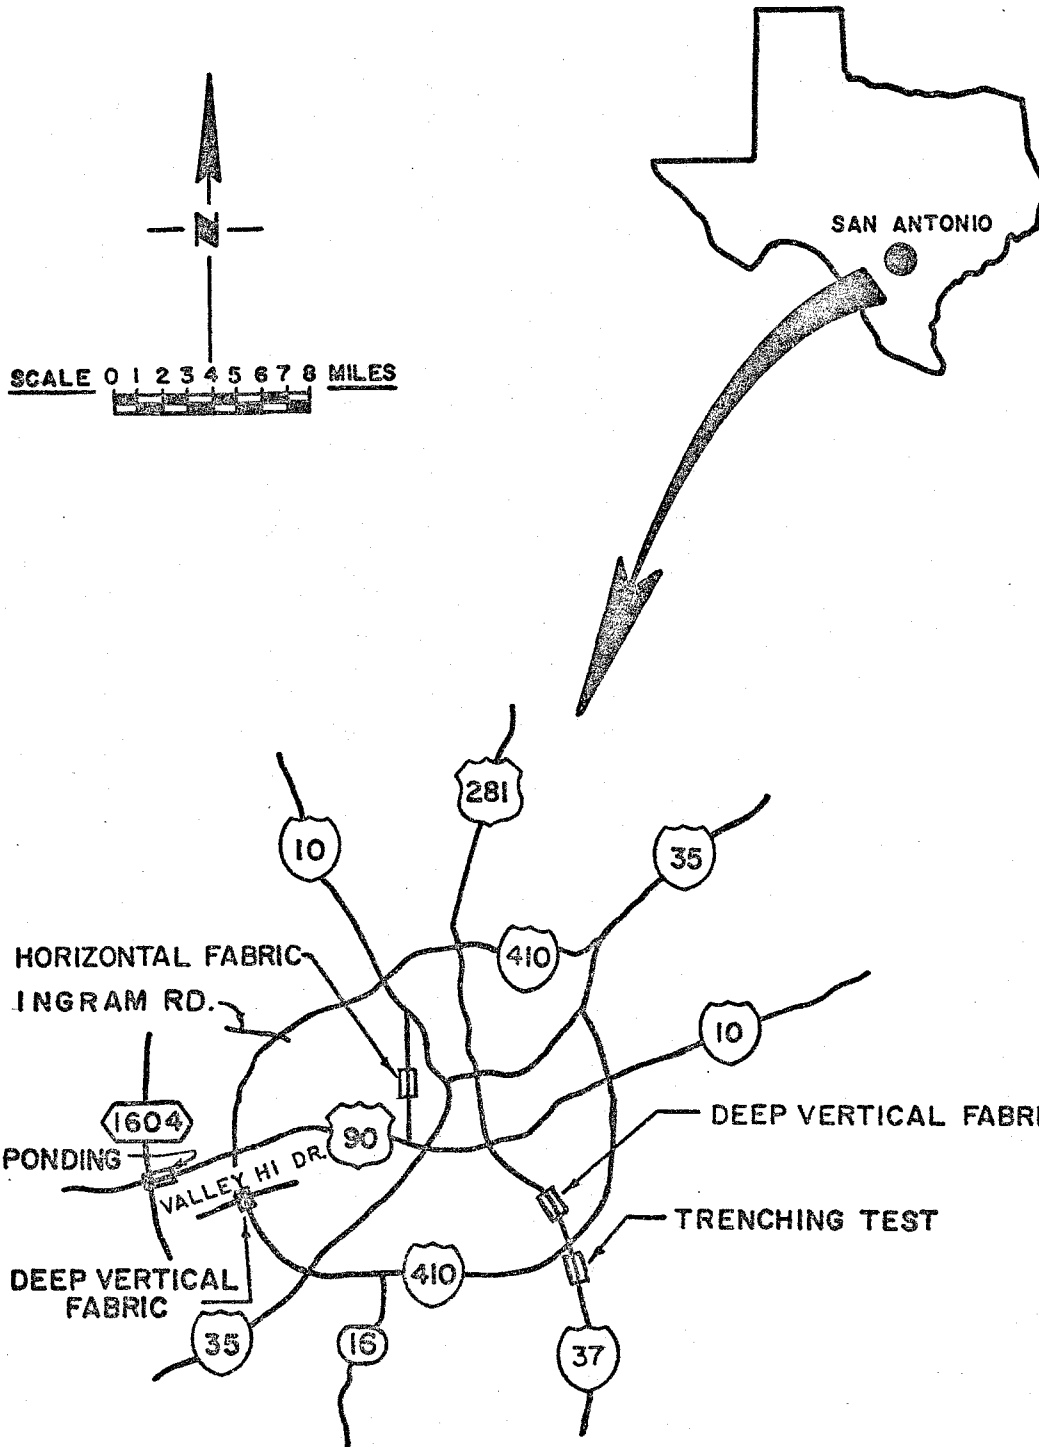 SAN ANTONIO
N
SCALE 0 1 2 3 4 5 6 7 8 MILES
281
10
35
HORIZONTAL FABRIC
410
INGRAM RD.
10
1604
90
DEEP VERTICAL FABRI
PONDING
VALLEY HI DR.
TRENCHING TEST
DEEP VERTICAL
FABRIC
410
35
16
37